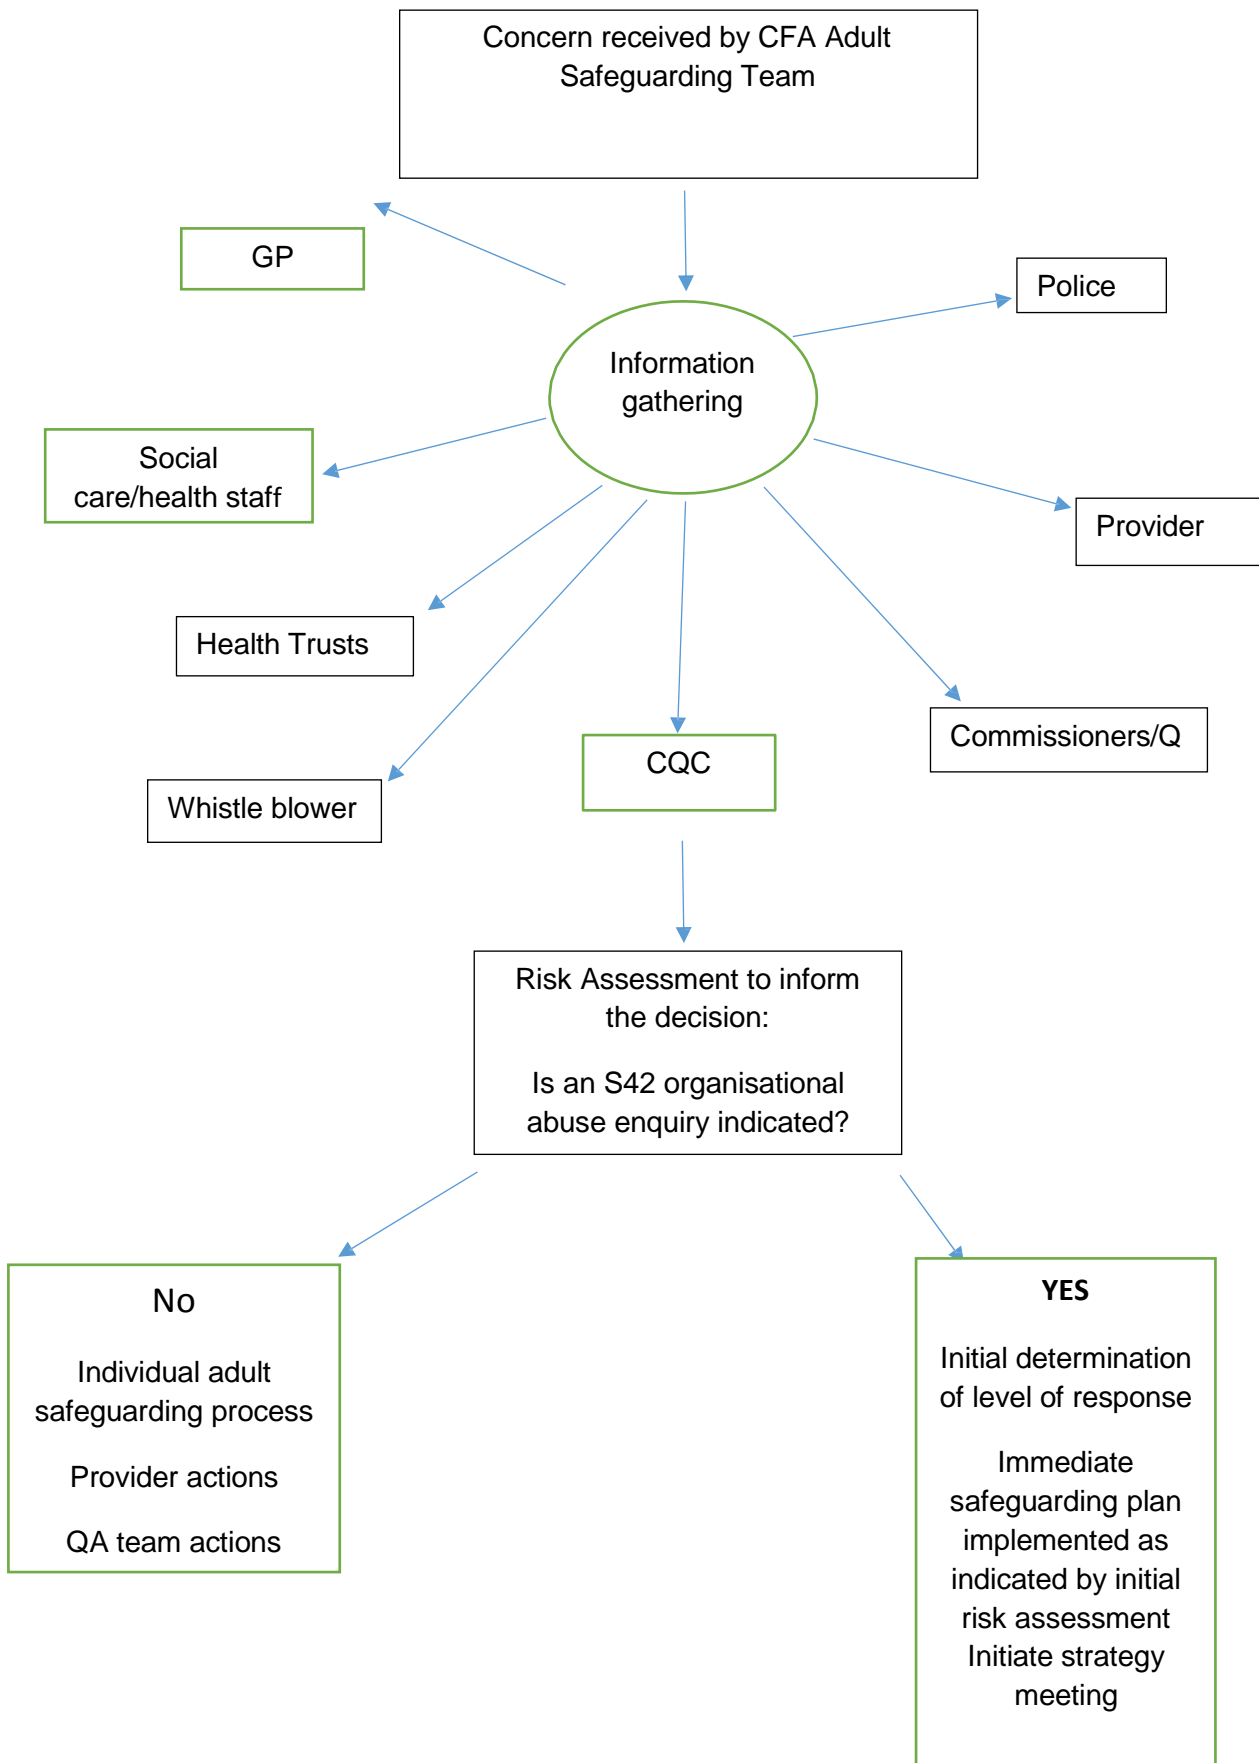 Concern received by CFA Adult
Safeguarding Team
GP
Police
Information
gathering
Social
care/health staff
Provider
Health Trusts
Commissioners/Q
CQC
Whistle blower
Risk Assessment to inform
the decision:
Is an S42 organisational
abuse enquiry indicated?
No
Individual adult
safeguarding process
Provider actions
QA team actions
YES
Initial determination
of level of response
Immediate
safeguarding plan
implemented as
indicated by initial
risk assessment
Initiate strategy
meeting